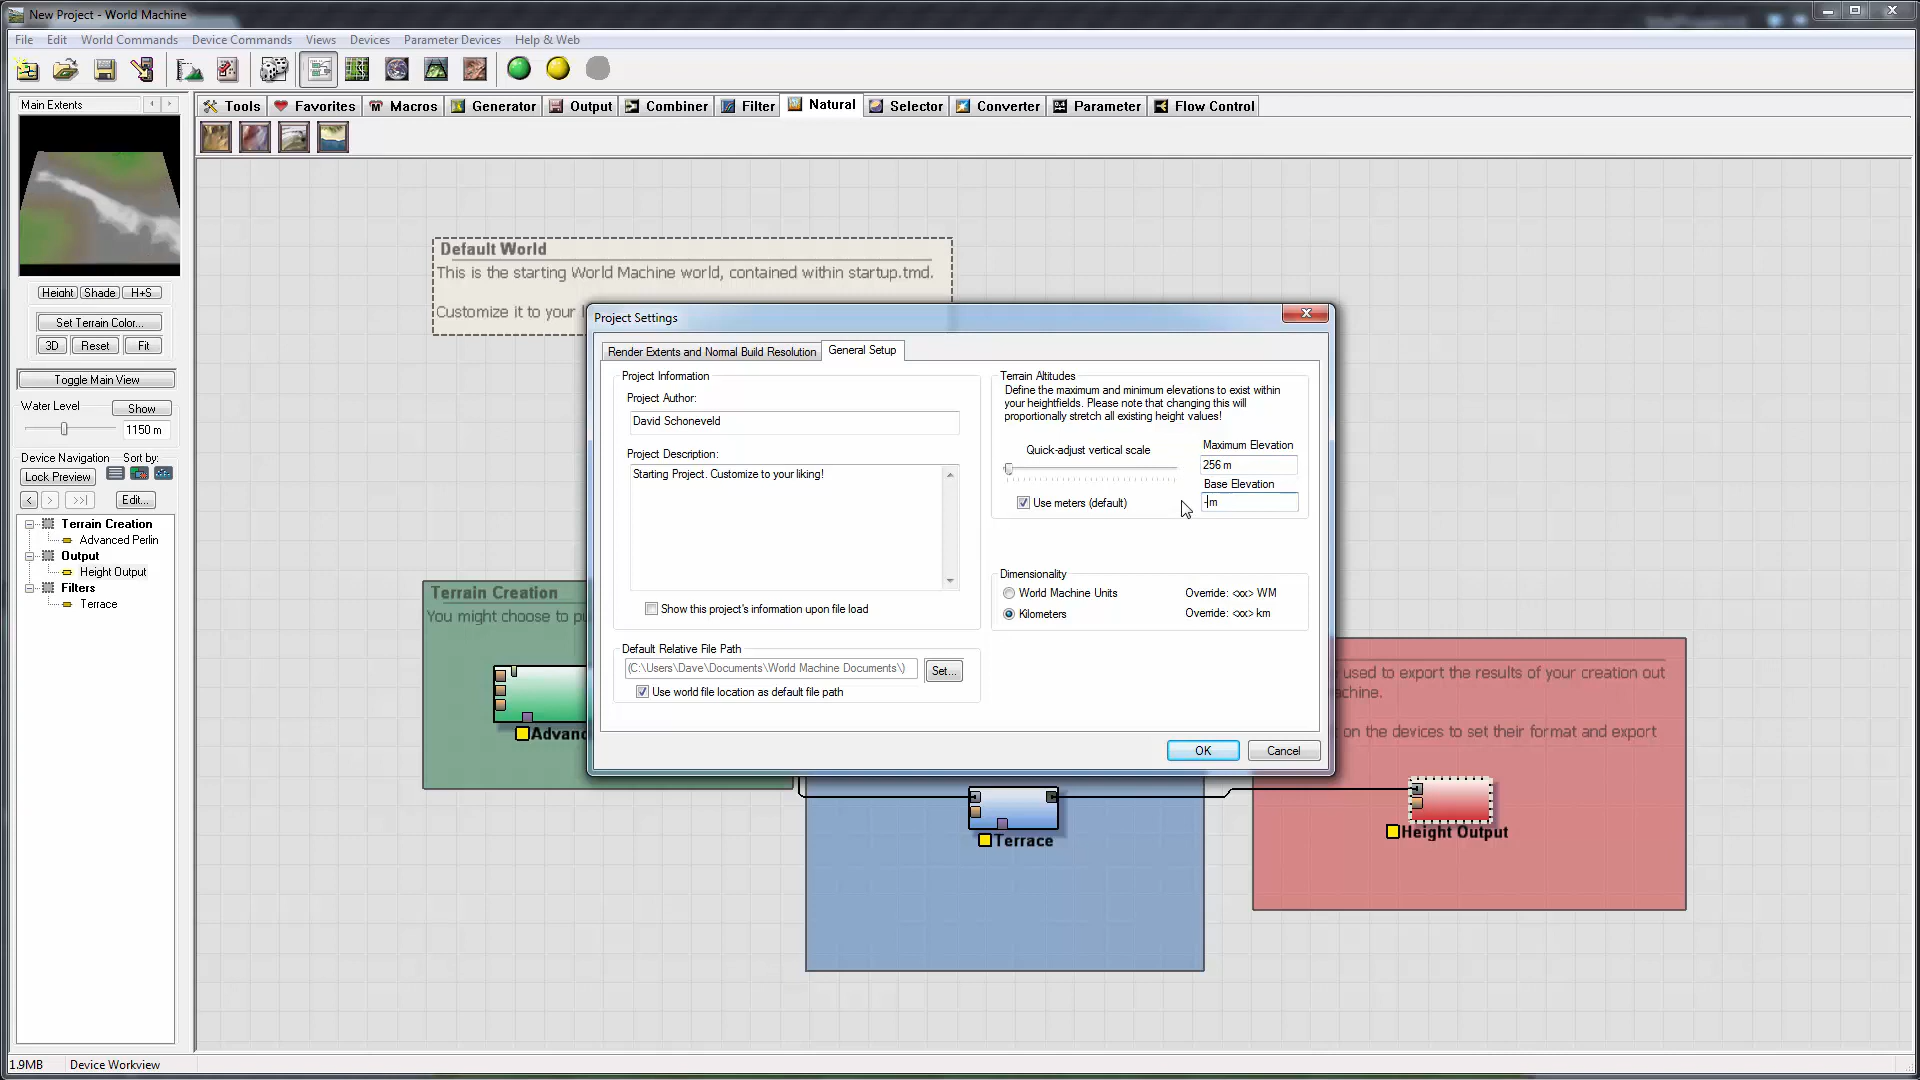 New Project - World Machine
File Edit World Commands Device Commands Views Devices Parameter Devices Help & Web
Main Extents
Tools Favorites Macros Generator Output Combiner Filter Natural Selector Converter Parameter Flow Control
Height Shade H+S
Set Terrain Color...
3D Reset Fit
Toggle Main View
Water Level Show
1150 m
Device Navigation Sort by:
Lock Preview
< > >>| Edit...
Terrain Creation
Advanced Perlin
Output
Height Output
Filters
Terrace
Default World
This is the starting World Machine world, contained within startup.tmd.
Customize it to your
Terrain Creation
You might choose to
Advanc
Terrace
used to export the results of your creation out
on the devices to set their format and export
Height Output
Project Settings
Render Extents and Normal Build Resolution General Setup
Project Information
Project Author:
David Schoneveld
Project Description:
Starting Project. Customize to your liking!
Show this project's information upon file load
Default Relative File Path
(C:\Users\Dave\Documents\World Machine Documents\) Set...
Use world file location as default file path
Terrain Altitudes
Define the maximum and minimum elevations to exist within
your heightfields. Please note that changing this will
proportionally stretch all existing height values!
Quick-adjust vertical scale
Maximum Elevation
256 m
Base Elevation
-m
Use meters (default)
Dimensionality
World Machine Units Override: <xx> WM
Kilometers Override: <xx> km
OK Cancel
1.9MB Device Workview